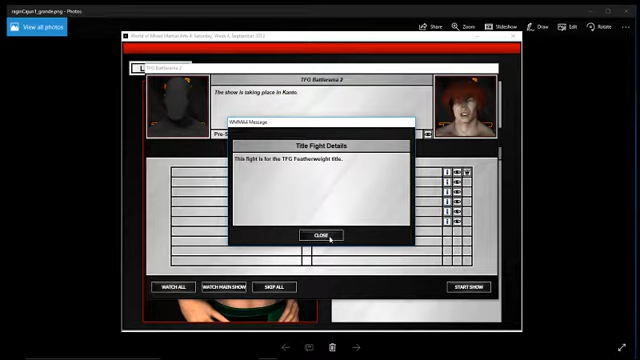 raginCajun1_grande.png - Photos
View all photos
Share
Zoom
Slideshow
Draw
Edit
Rotate
World of Mixed Martial Arts 4: Saturday, Week 4, September 2013
TFG Battlerama 2
TFG Battlerama 2
The show is taking place in Kanto.
WMMA4 Message
Title Fight Details
This fight is for the TFG Featherweight title.
CLOSE
WATCH ALL
WATCH MAIN SHOW
SKIP ALL
START SHOW